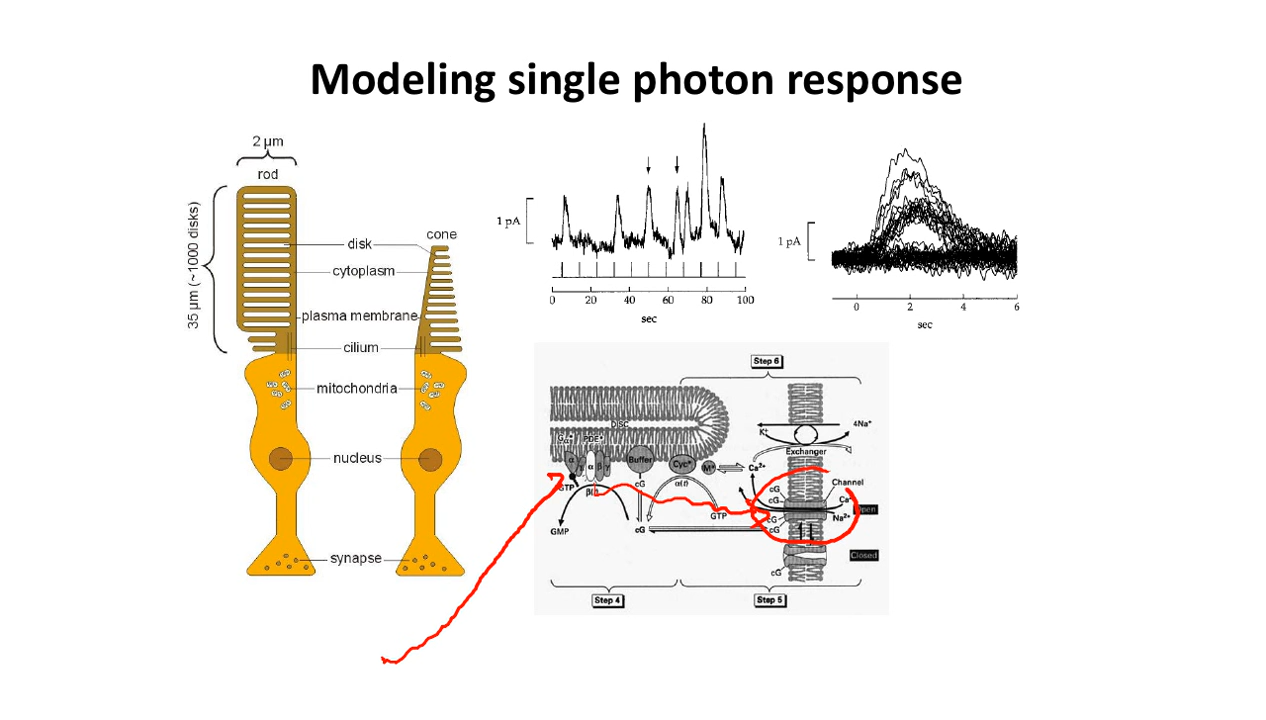 Modeling single photon response
2 μm
rod
35 μm (~1000 disks)
cone
disk
cytoplasm
plasma membrane
cilium
mitochondria
nucleus
synapse
1 pA
0 20 40 60 80 100
sec
1 pA
0 2 4 6
sec
Step 6
DISC
PDE*
K+
4Na+
Exchanger
α γ α β γ
Buffer
Cyc*
M*
Ca2+
GTP
β(t)
cG
α(t)
GTP
cG
cG
cG
cG
Channel
Ca
Na2+
Open
GMP
cG
Closed
cG
Step 4
Step 5